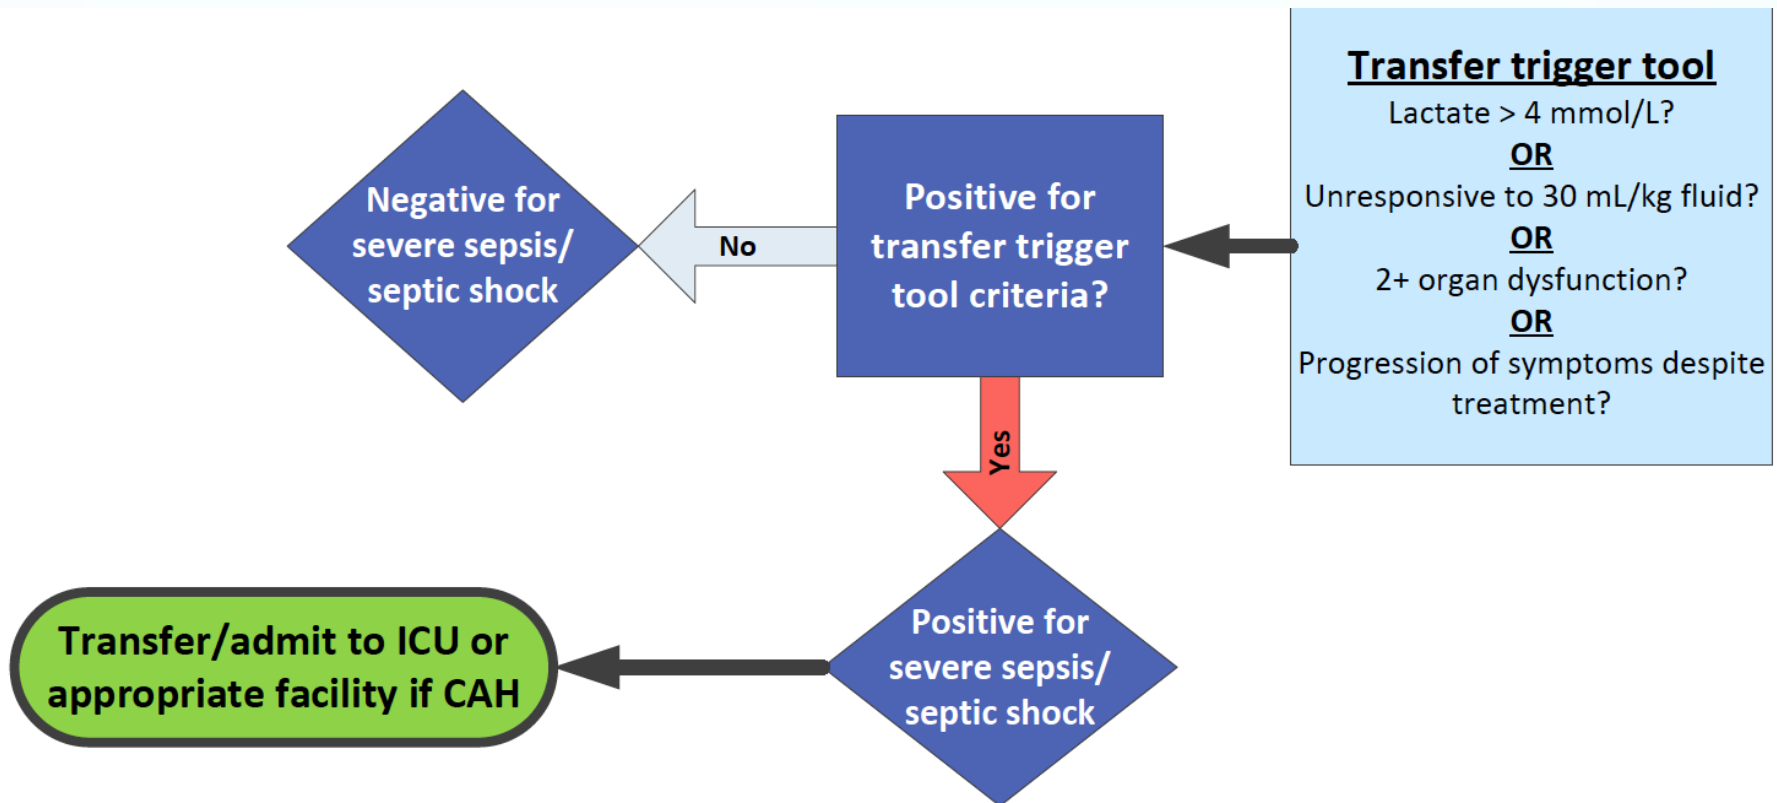 Transfer trigger tool
Lactate > 4 mmol/L?
OR
Unresponsive to 30 mL/kg fluid?
OR
2+ organ dysfunction?
OR
Progression of symptoms despite
treatment?
Positive for
transfer trigger
tool criteria?
No
Negative for
severe sepsis/
septic shock
Yes
Positive for
severe sepsis/
septic shock
Transfer/admit to ICU or
appropriate facility if CAH